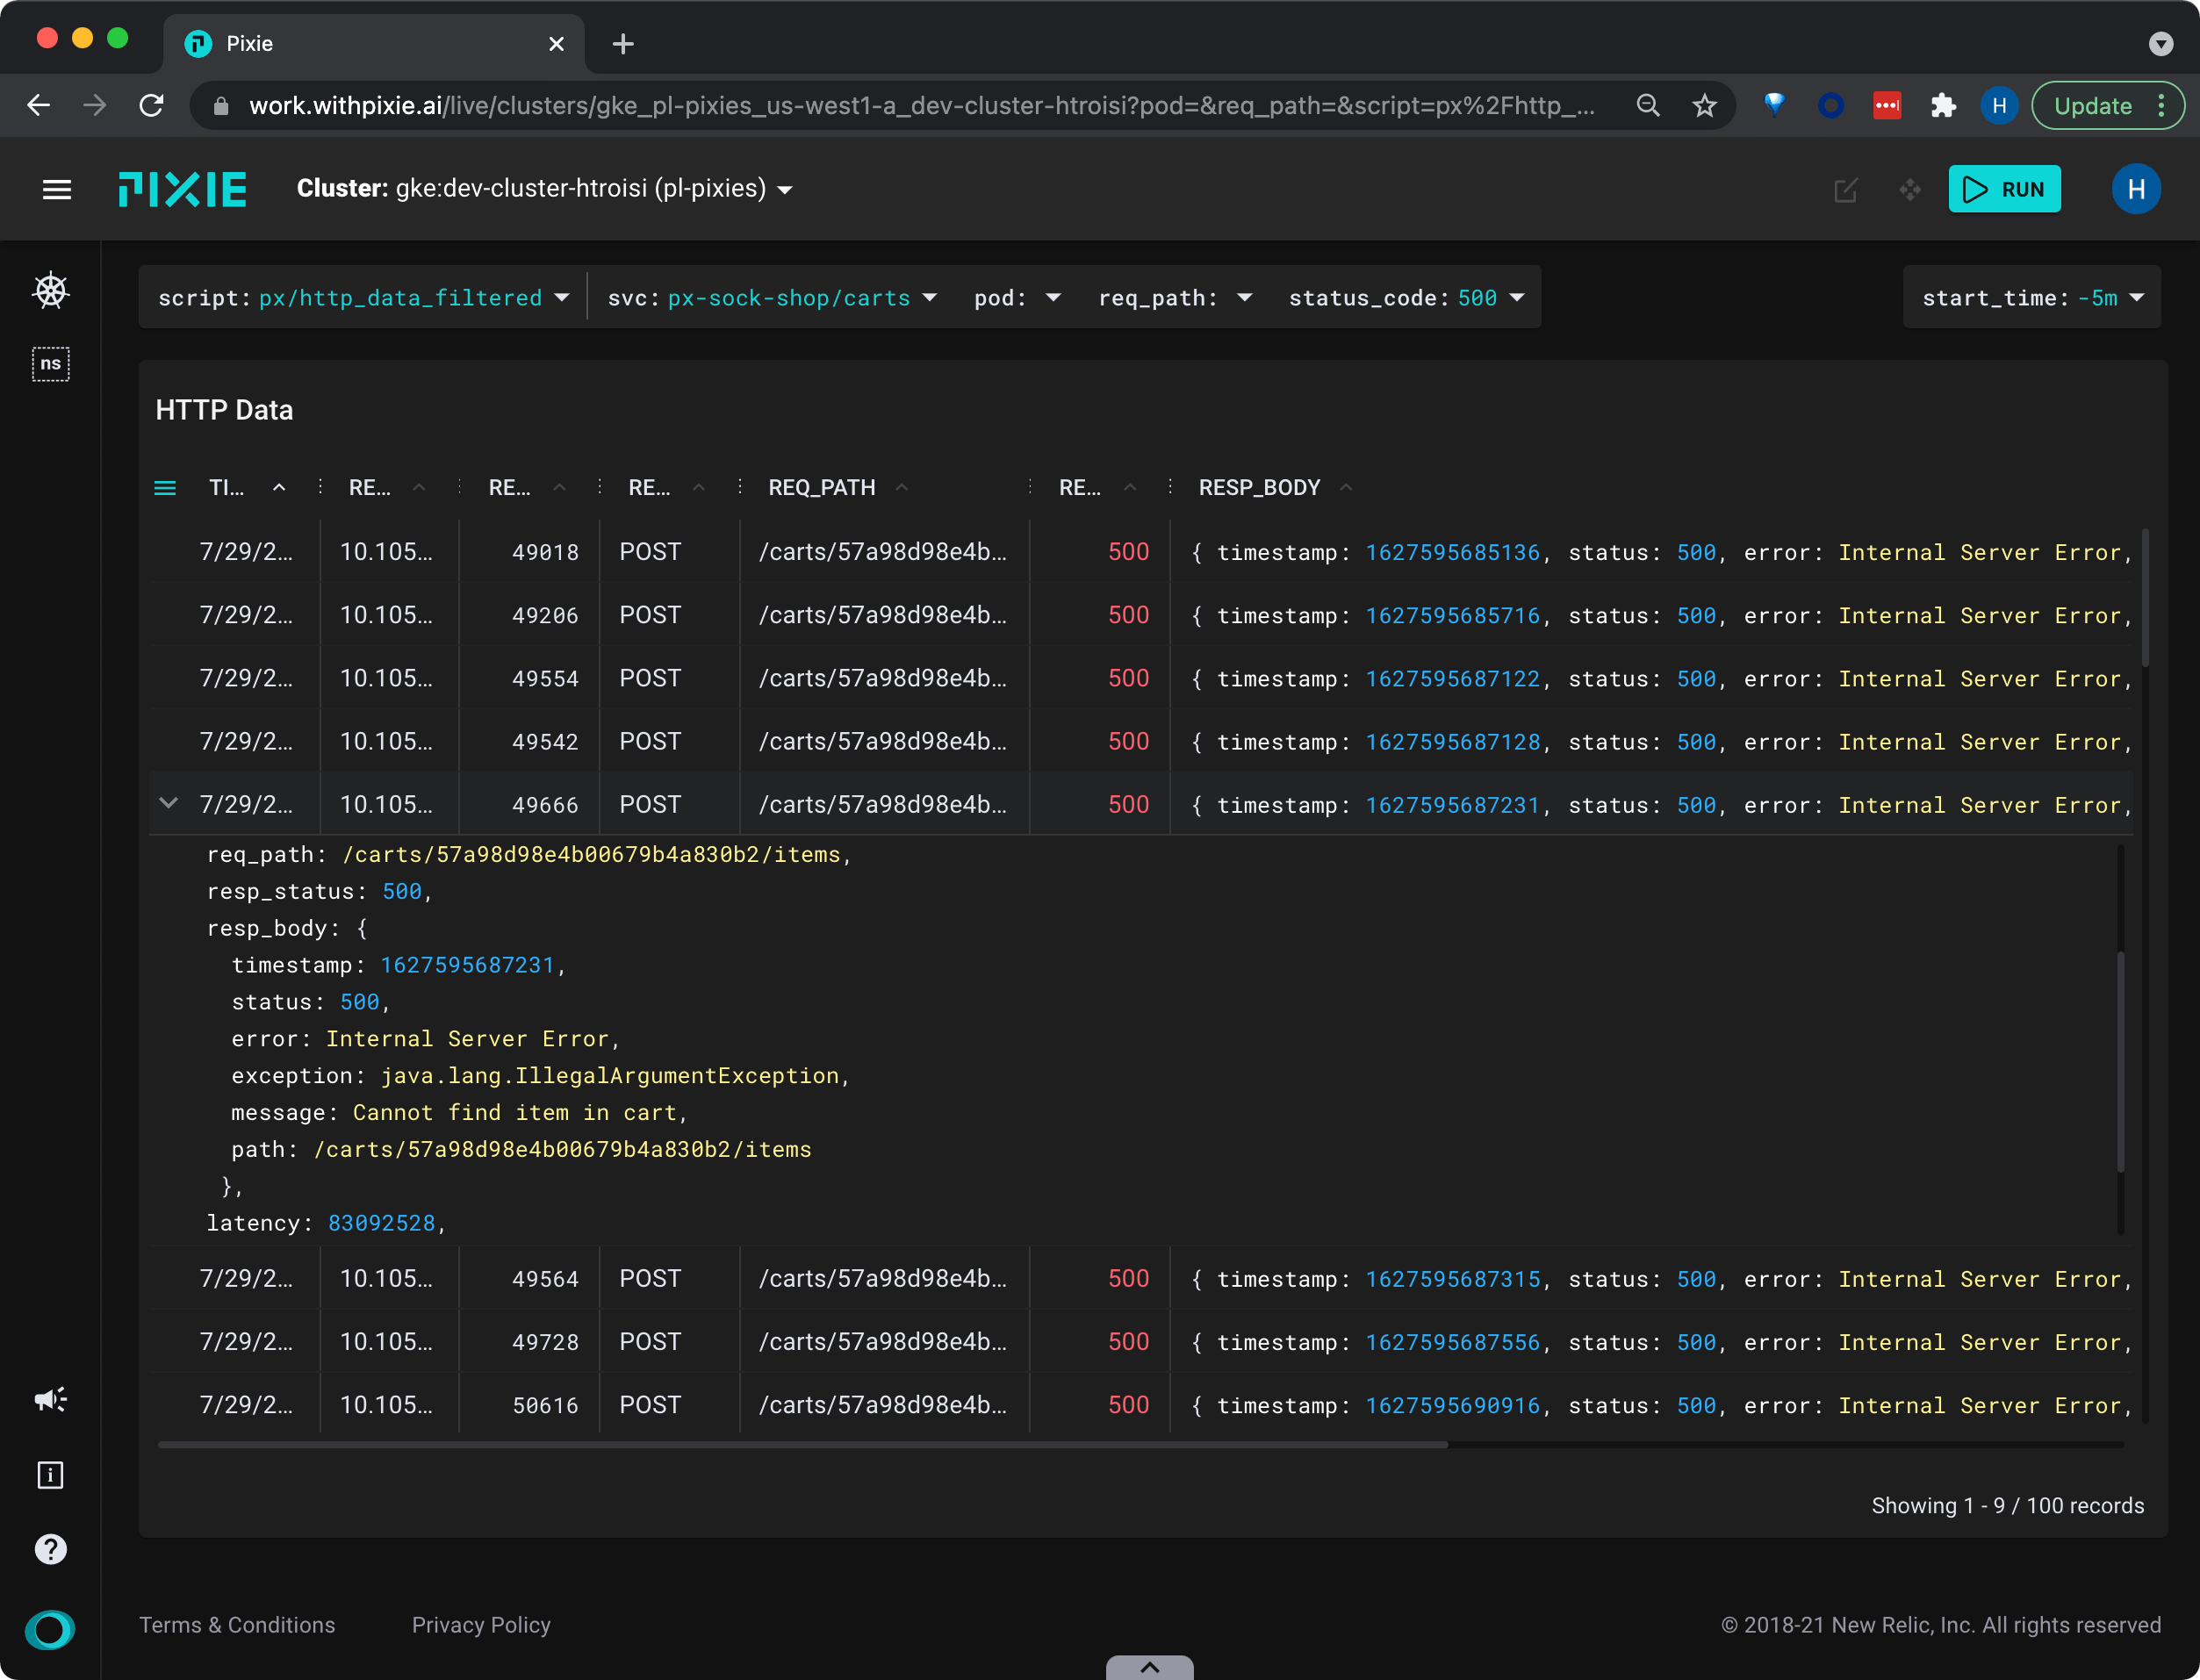 Pixie
work.withpixie.ai/live/clusters/gke_pl-pixies_us-west1-a_dev-cluster-htroisi?pod=&req_path=&script=px%2Fhttp_...
H
Update
PIXIE
Cluster: gke:dev-cluster-htroisi (pl-pixies)
RUN
H
script: px/http_data_filtered svc: px-sock-shop/carts pod: req_path: status_code: 500 start_time: -5m
ns
HTTP Data
TI... RE... RE... RE... REQ_PATH RE... RESP_BODY
7/29/2... 10.105... 49018 POST /carts/57a98d98e4b... 500 { timestamp: 1627595685136, status: 500, error: Internal Server Error,
7/29/2... 10.105... 49206 POST /carts/57a98d98e4b... 500 { timestamp: 1627595685716, status: 500, error: Internal Server Error,
7/29/2... 10.105... 49554 POST /carts/57a98d98e4b... 500 { timestamp: 1627595687122, status: 500, error: Internal Server Error,
7/29/2... 10.105... 49542 POST /carts/57a98d98e4b... 500 { timestamp: 1627595687128, status: 500, error: Internal Server Error,
7/29/2... 10.105... 49666 POST /carts/57a98d98e4b... 500 { timestamp: 1627595687231, status: 500, error: Internal Server Error,
req_path: /carts/57a98d98e4b00679b4a830b2/items,
resp_status: 500,
resp_body: {
timestamp: 1627595687231,
status: 500,
error: Internal Server Error,
exception: java.lang.IllegalArgumentException,
message: Cannot find item in cart,
path: /carts/57a98d98e4b00679b4a830b2/items
},
latency: 83092528,
7/29/2... 10.105... 49564 POST /carts/57a98d98e4b... 500 { timestamp: 1627595687315, status: 500, error: Internal Server Error,
7/29/2... 10.105... 49728 POST /carts/57a98d98e4b... 500 { timestamp: 1627595687556, status: 500, error: Internal Server Error,
7/29/2... 10.105... 50616 POST /carts/57a98d98e4b... 500 { timestamp: 1627595690916, status: 500, error: Internal Server Error,
Showing 1 - 9 / 100 records
Terms & Conditions Privacy Policy © 2018-21 New Relic, Inc. All rights reserved